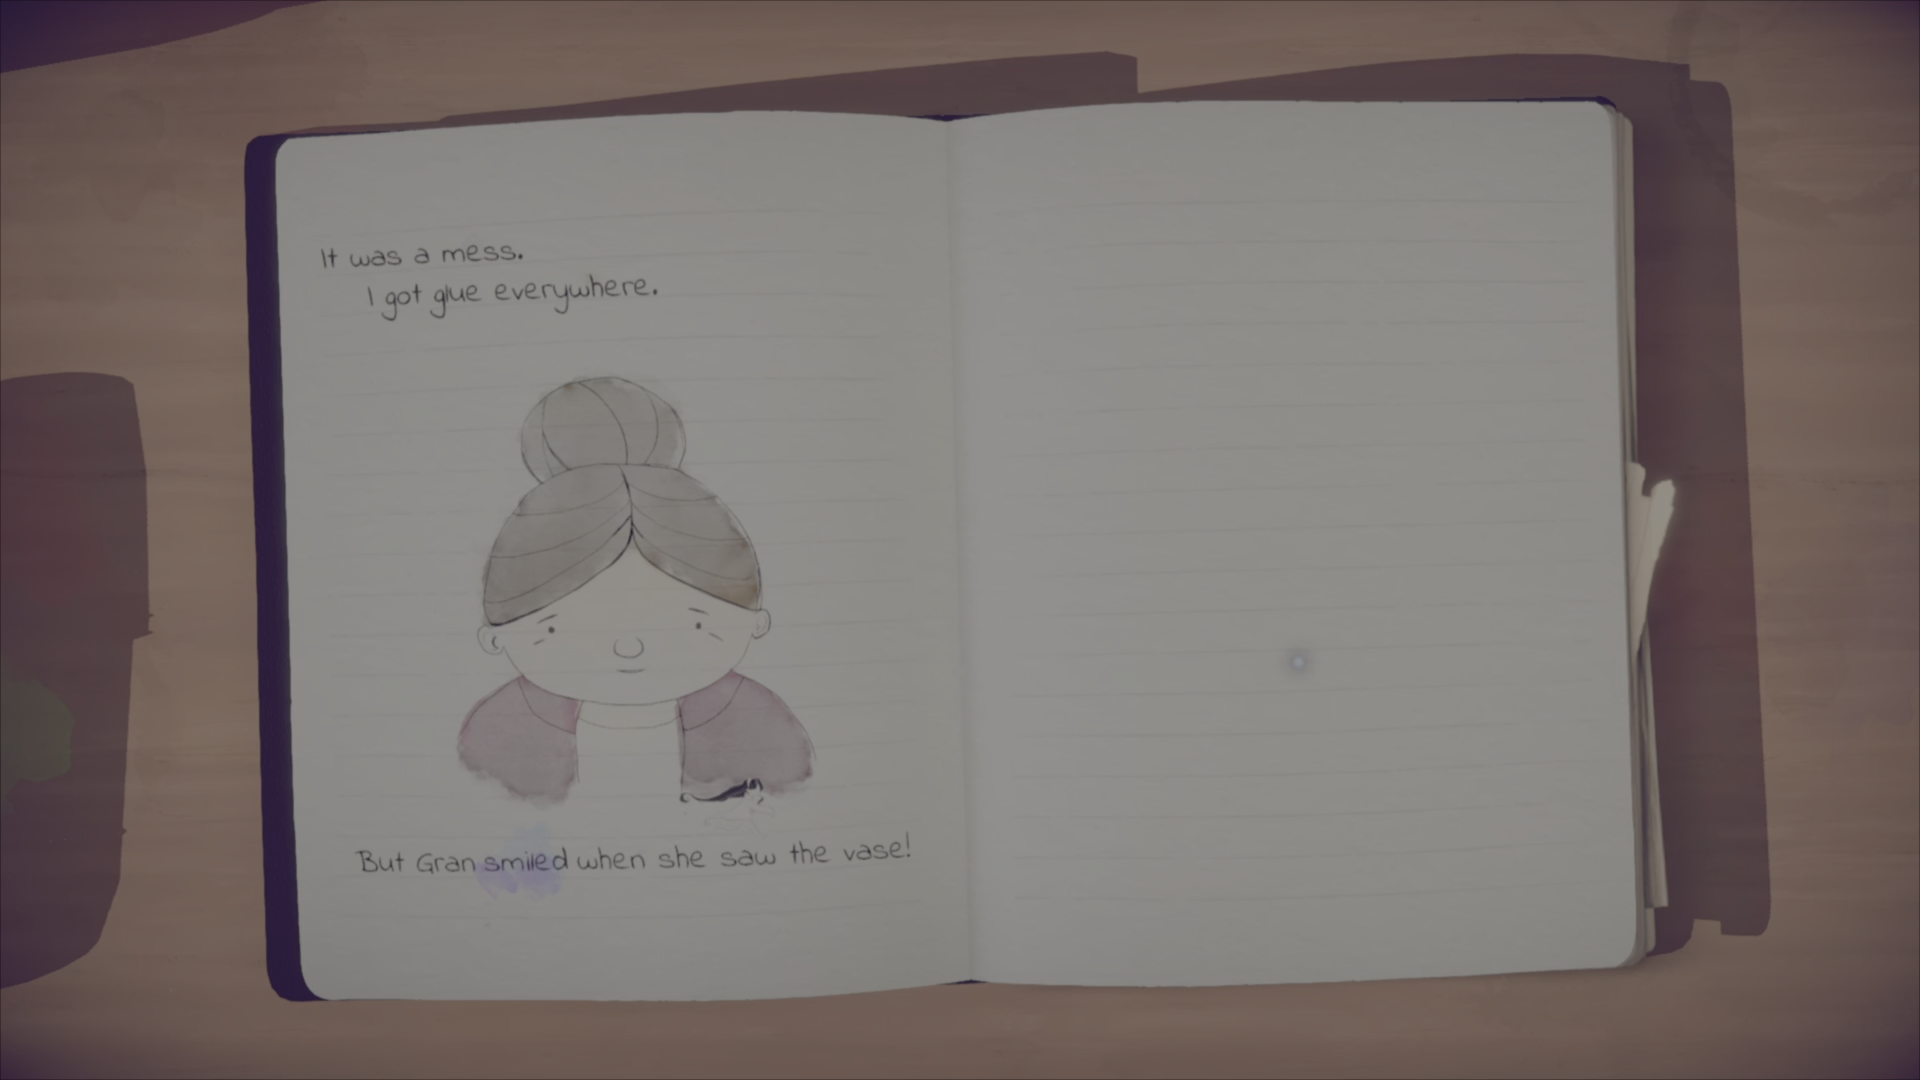 It was a mess.
I got glue everywhere.
But Gran smiled when she saw the vase!